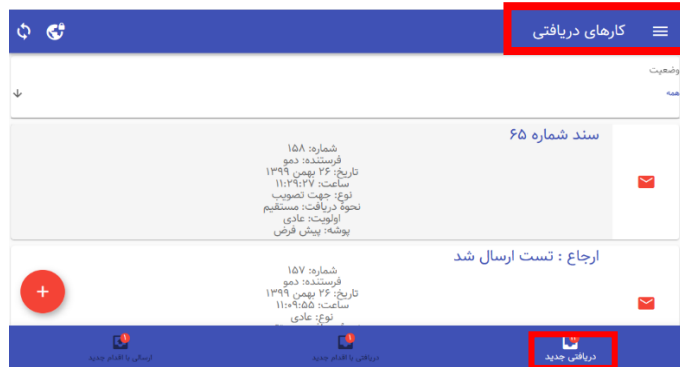 کارهای دریافتی
وضعیت
همه
سند شماره ۶۵
شماره: ۱۵۸
فرستنده: دمو
تاریخ: ۲۶ بهمن ۱۳۹۹
ساعت: ۱۱:۲۹:۲۷
نوع: جهت تصویب
نحوهٔ دریافت: مستقیم
اولویت: عادی
پوشه: پیش فرض
ارجاع : تست ارسال شد
شماره: ۱۵۷
فرستنده: دمو
تاریخ: ۲۶ بهمن ۱۳۹۹
ساعت: ۱۱:۰۹:۵۵
نوع: عادی
دریافتی جدید
دریافتی با اقدام جدید
ارسالی با اقدام جدید